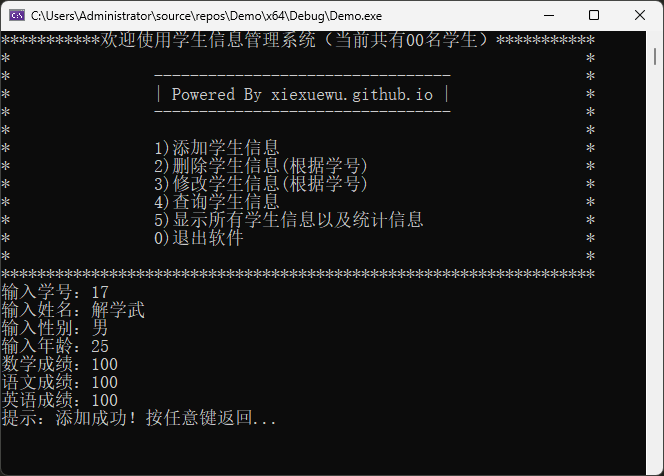 C:\Users\Administrator\source\repos\Demo\x64\Debug\Demo.exe
***********欢迎使用学生信息管理系统（当前共有00名学生）***********
* *
* --------------------------------- *
* | Powered By xiexuewu.github.io | *
* --------------------------------- *
* *
* 1)添加学生信息 *
* 2)删除学生信息(根据学号) *
* 3)修改学生信息(根据学号) *
* 4)查询学生信息 *
* 5)显示所有学生信息以及统计信息 *
* 0)退出软件 *
* *
******************************************************************
输入学号：17
输入姓名：解学武
输入性别：男
输入年龄：25
数学成绩：100
语文成绩：100
英语成绩：100
提示：添加成功！按任意键返回...